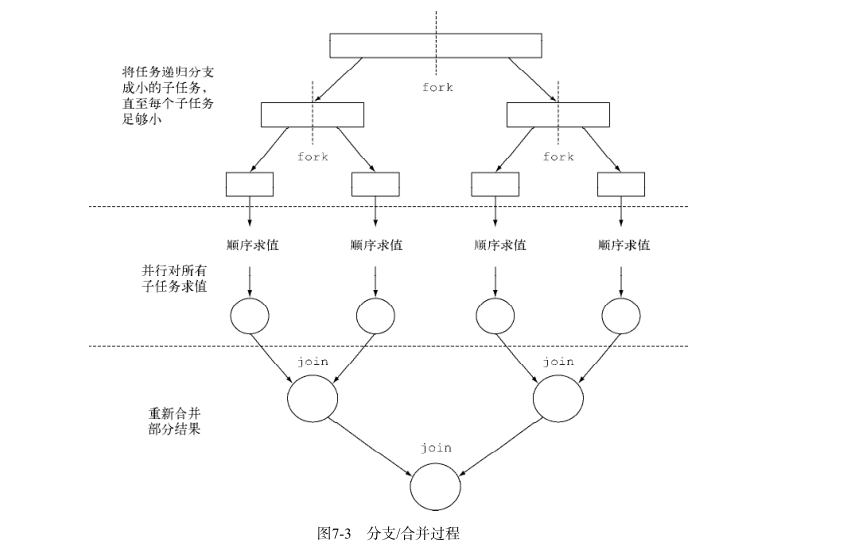 将任务递归分支
成小的子任务，
直至每个子任务
足够小
fork
fork
fork
顺序求值
顺序求值
顺序求值
顺序求值
并行对所有
子任务求值
join
join
重新合并
部分结果
join
图7-3 分支/合并过程